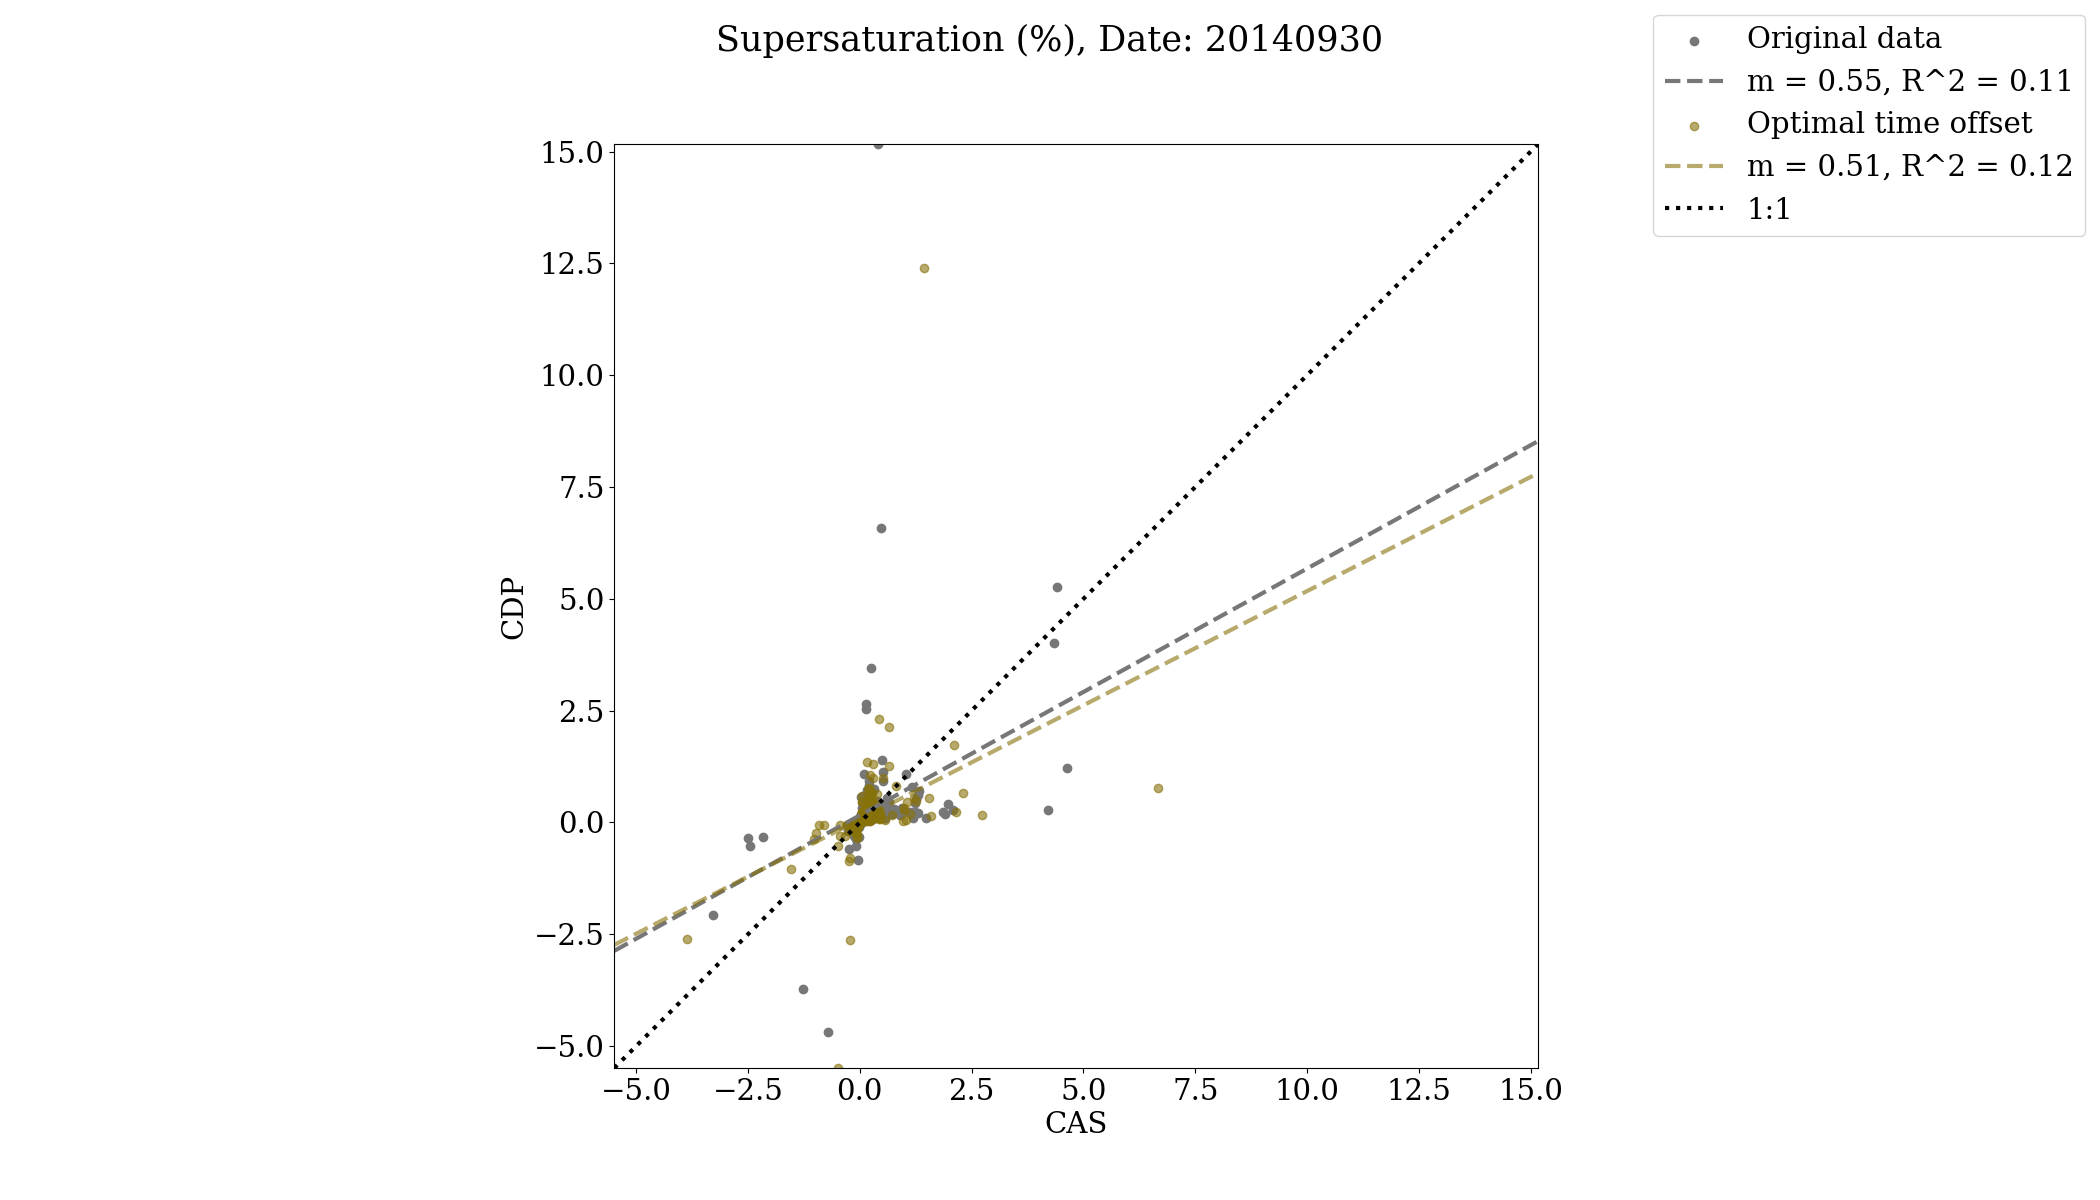 Supersaturation (%), Date: 20140930
Original data
m = 0.55, R^2 = 0.11
Optimal time offset
m = 0.51, R^2 = 0.12
1:1
15.0
12.5
10.0
7.5
5.0
2.5
0.0
−2.5
−5.0
CDP
−5.0 −2.5 0.0 2.5 5.0 7.5 10.0 12.5 15.0
CAS